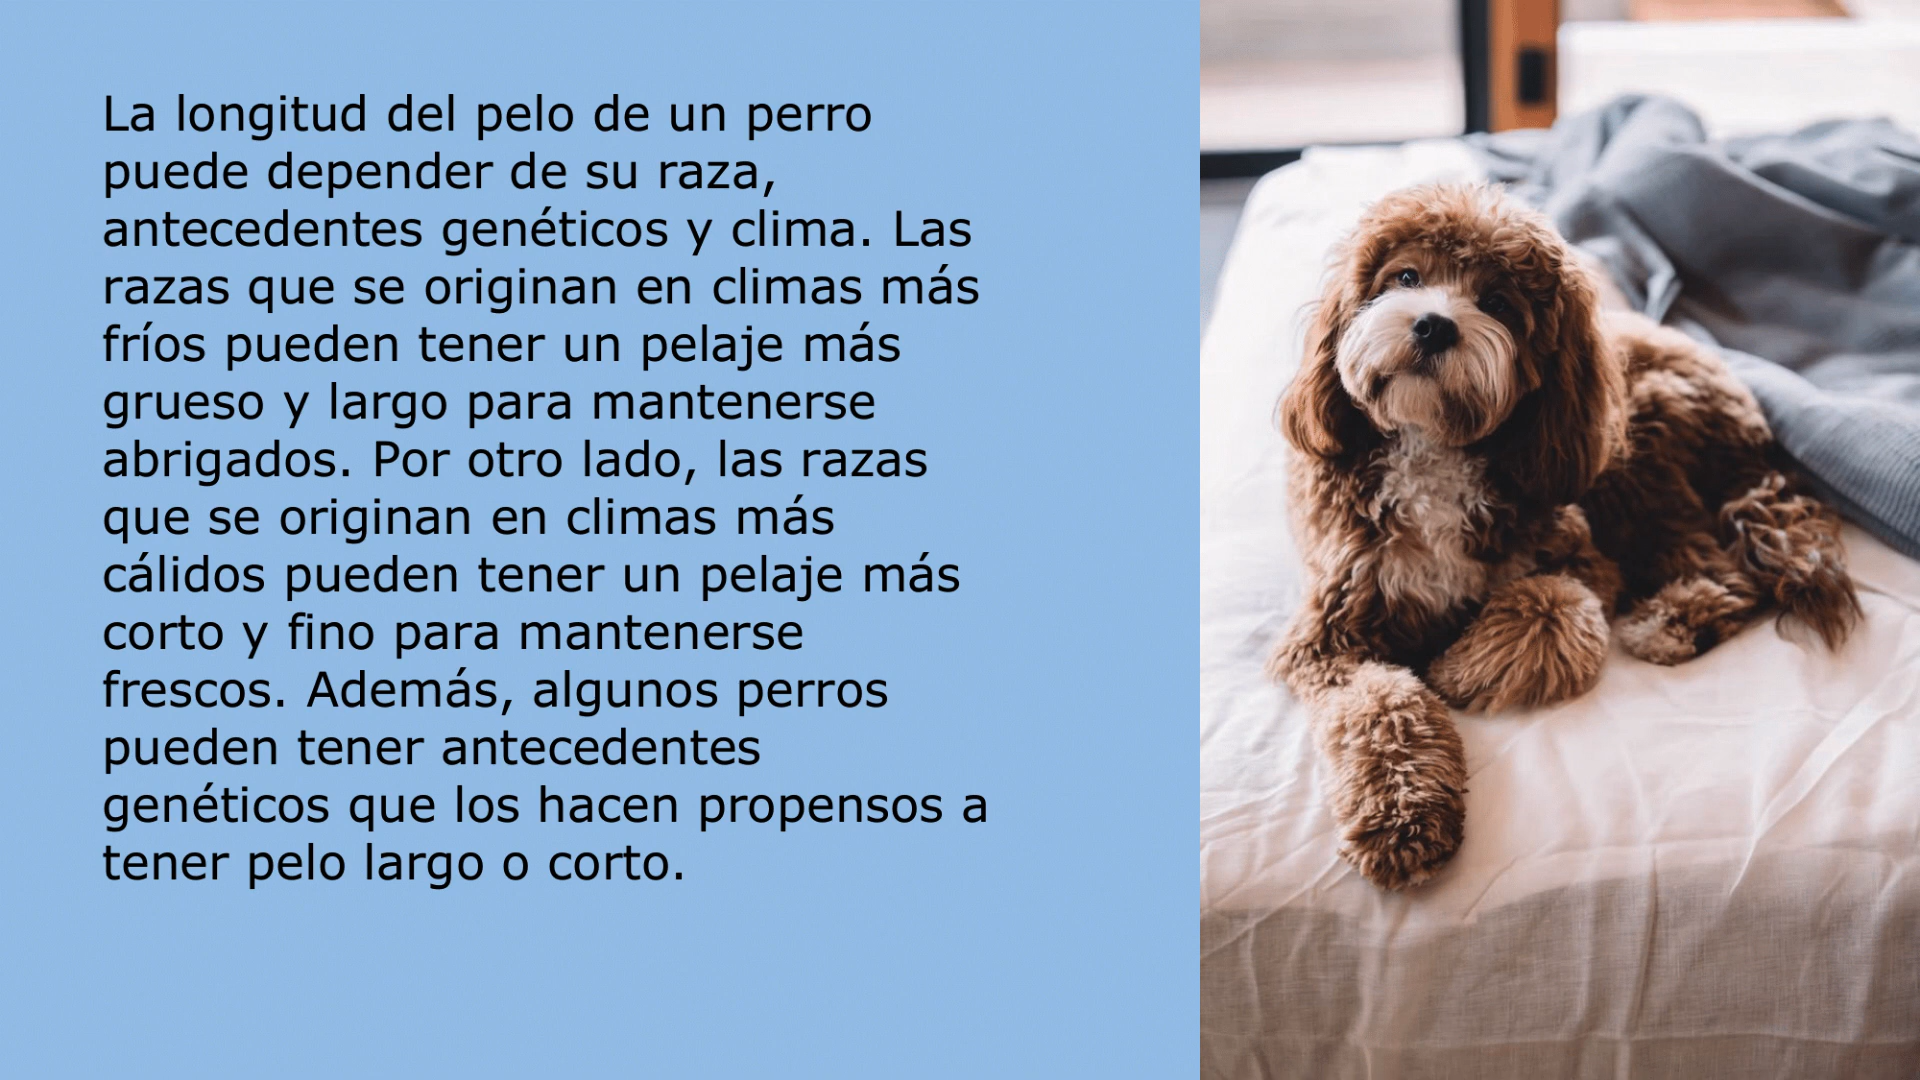 La longitud del pelo de un perro
puede depender de su raza,
antecedentes genéticos y clima. Las
razas que se originan en climas más
fríos pueden tener un pelaje más
grueso y largo para mantenerse
abrigados. Por otro lado, las razas
que se originan en climas más
cálidos pueden tener un pelaje más
corto y fino para mantenerse
frescos. Además, algunos perros
pueden tener antecedentes
genéticos que los hacen propensos a
tener pelo largo o corto.